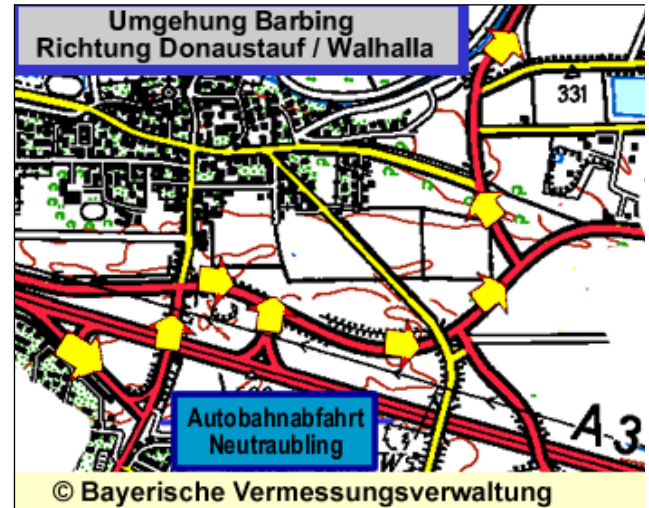 Umgehung Barbing
Richtung Donaustauf / Walhalla
331
Autobahnabfahrt
Neutraubling
A 3
© Bayerische Vermessungsverwaltung